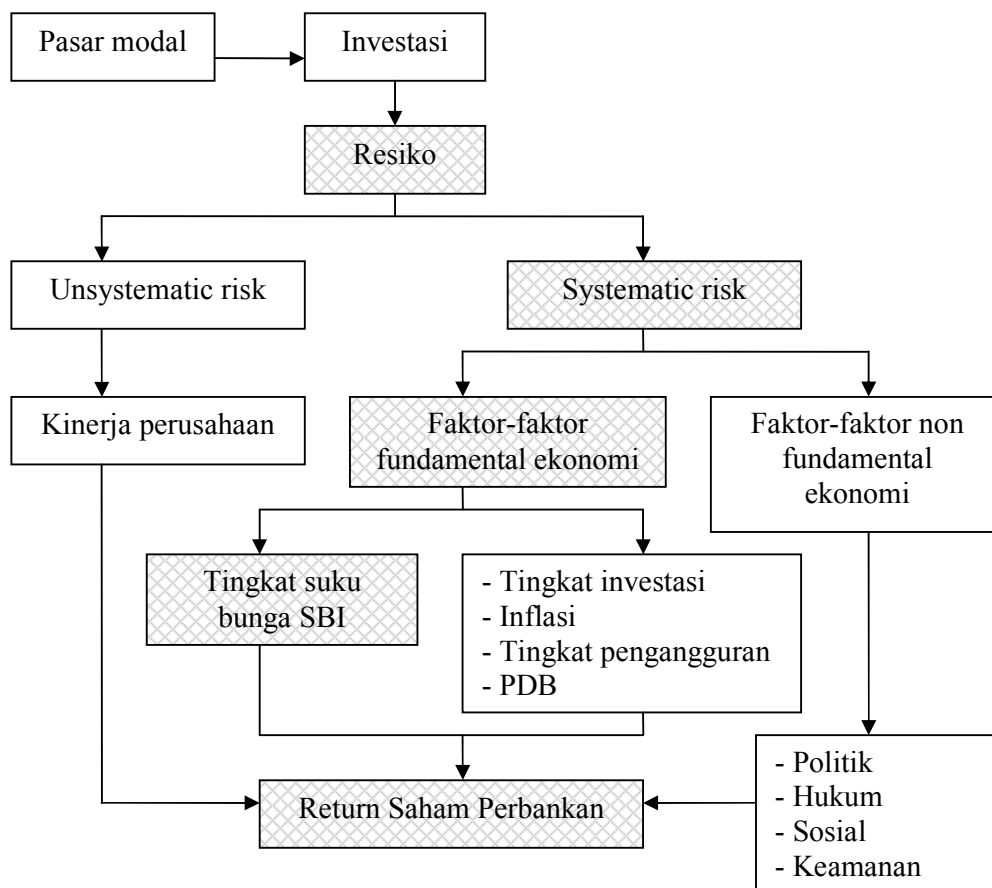 Pasar modal
Investasi
Resiko
Unsystematic risk
Systematic risk
Kinerja perusahaan
Faktor-faktor
fundamental ekonomi
Faktor-faktor non
fundamental
ekonomi
Tingkat suku
bunga SBI
- Tingkat investasi
- Inflasi
- Tingkat pengangguran
- PDB
Return Saham Perbankan
- Politik
- Hukum
- Sosial
- Keamanan